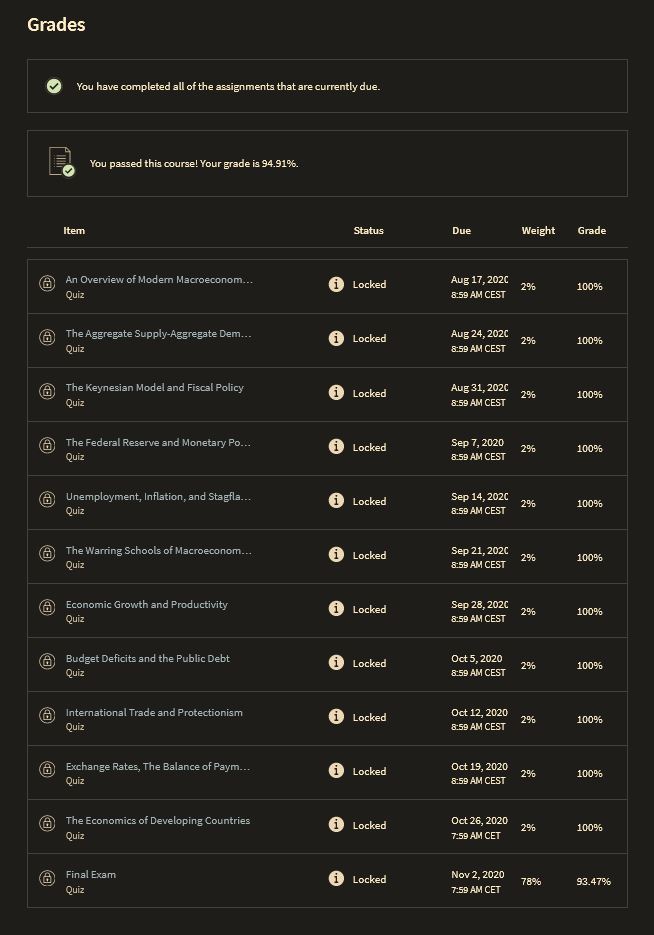 Grades
You have completed all of the assignments that are currently due.
You passed this course! Your grade is 94.91%.
Item Status Due Weight Grade
An Overview of Modern Macroeconom... Locked Aug 17, 2020 2% 100%
Quiz 8:59 AM CEST
The Aggregate Supply-Aggregate Dem... Locked Aug 24, 2020 2% 100%
Quiz 8:59 AM CEST
The Keynesian Model and Fiscal Policy Locked Aug 31, 2020 2% 100%
Quiz 8:59 AM CEST
The Federal Reserve and Monetary Po... Locked Sep 7, 2020 2% 100%
Quiz 8:59 AM CEST
Unemployment, Inflation, and Stagfla... Locked Sep 14, 2020 2% 100%
Quiz 8:59 AM CEST
The Warring Schools of Macroeconom... Locked Sep 21, 2020 2% 100%
Quiz 8:59 AM CEST
Economic Growth and Productivity Locked Sep 28, 2020 2% 100%
Quiz 8:59 AM CEST
Budget Deficits and the Public Debt Locked Oct 5, 2020 2% 100%
Quiz 8:59 AM CEST
International Trade and Protectionism Locked Oct 12, 2020 2% 100%
Quiz 8:59 AM CEST
Exchange Rates, The Balance of Paym... Locked Oct 19, 2020 2% 100%
Quiz 8:59 AM CEST
The Economics of Developing Countries Locked Oct 26, 2020 2% 100%
Quiz 7:59 AM CET
Final Exam Locked Nov 2, 2020 78% 93.47%
Quiz 7:59 AM CET